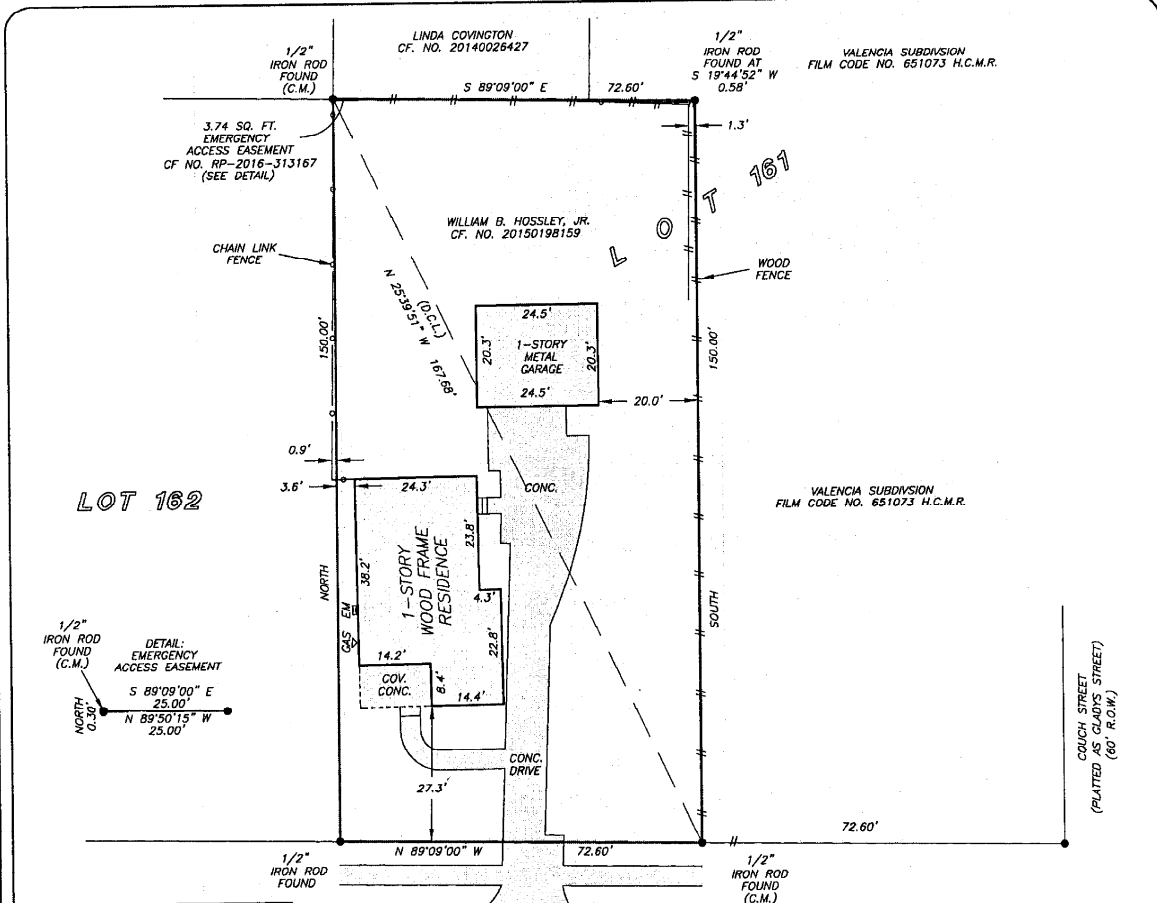 LINDA COVINGTON
CF. NO. 20140026427
1/2"
IRON ROD
FOUND
(C.M.)
1/2"
IRON ROD
FOUND AT
S 19°44'52" W
0.58'
VALENCIA SUBDIVSION
FILM CODE NO. 651073 H.C.M.R.
S 89°09'00" E
72.60'
3.74 SQ. FT.
EMERGENCY
ACCESS EASEMENT
CF NO. RP-2016-313167
(SEE DETAIL)
1.3'
LOT 161
WILLIAM B. HOSSLEY, JR.
CF. NO. 20150198159
CHAIN LINK
FENCE
WOOD
FENCE
(D.C.L.)
N 25°39'51" W 167.68'
24.5'
1-STORY
METAL
GARAGE
20.3'
20.3'
24.5'
150.00'
150.00'
20.0'
0.9'
3.6'
24.3'
CONC.
LOT 162
VALENCIA SUBDIVSION
FILM CODE NO. 651073 H.C.M.R.
23.8'
38.2'
1-STORY
WOOD FRAME
RESIDENCE
NORTH
SOUTH
4.3'
EM
GAS
22.8'
14.2'
COV.
CONC.
8.4'
14.4'
1/2"
IRON ROD
FOUND
(C.M.)
DETAIL:
EMERGENCY
ACCESS EASEMENT
S 89°09'00" E
25.00'
N 89°50'15" W
25.00'
NORTH
0.30'
CONC.
DRIVE
27.3'
COUCH STREET
(PLATTED AS GLADYS STREET)
(60' R.O.W.)
N 89°09'00" W
72.60'
72.60'
1/2"
IRON ROD
FOUND
1/2"
IRON ROD
FOUND
(C.M.)